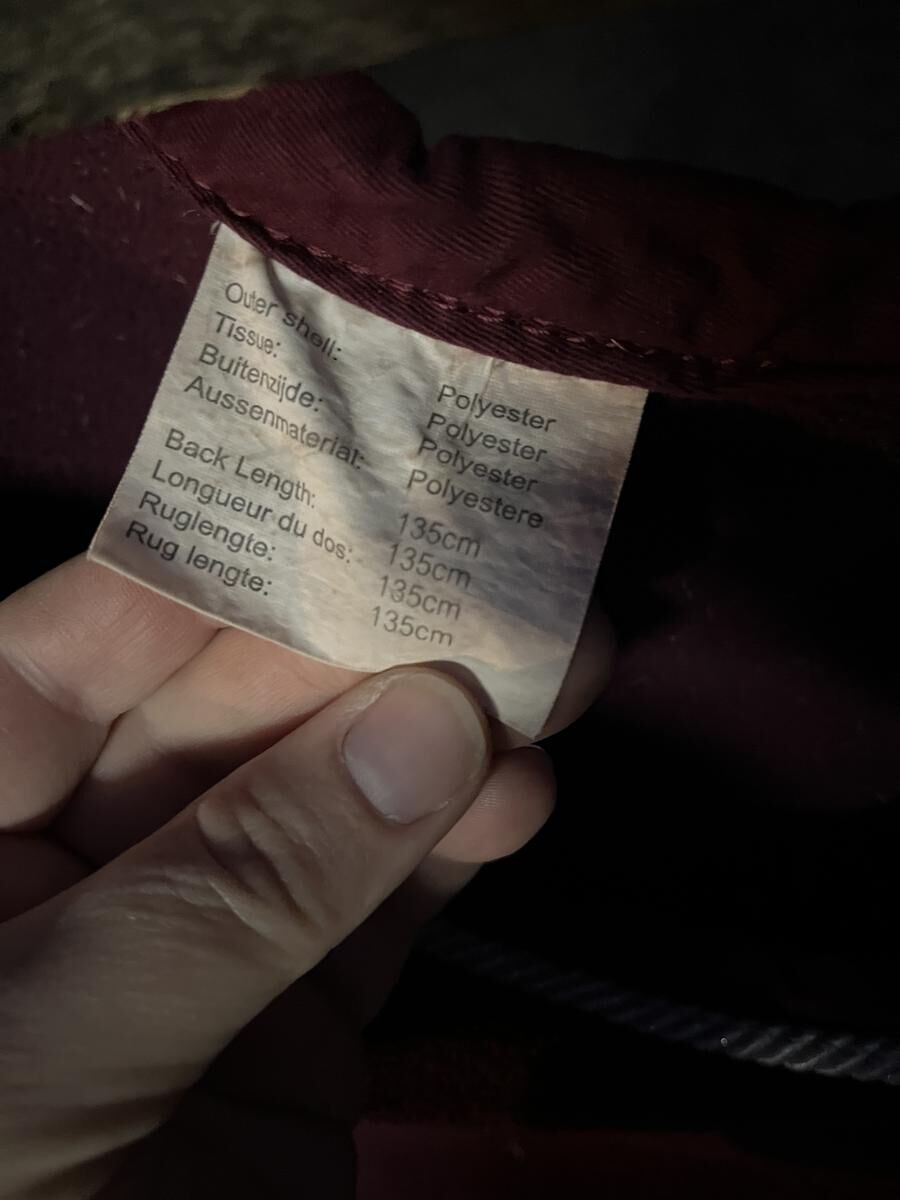 Outer shell: Polyester
Tissue: Polyester
Buitenzijde: Polyester
Aussenmaterial: Polyestere
Back Length: 135cm
Longueur du dos: 135cm
Ruglengte: 135cm
Rug lengte: 135cm